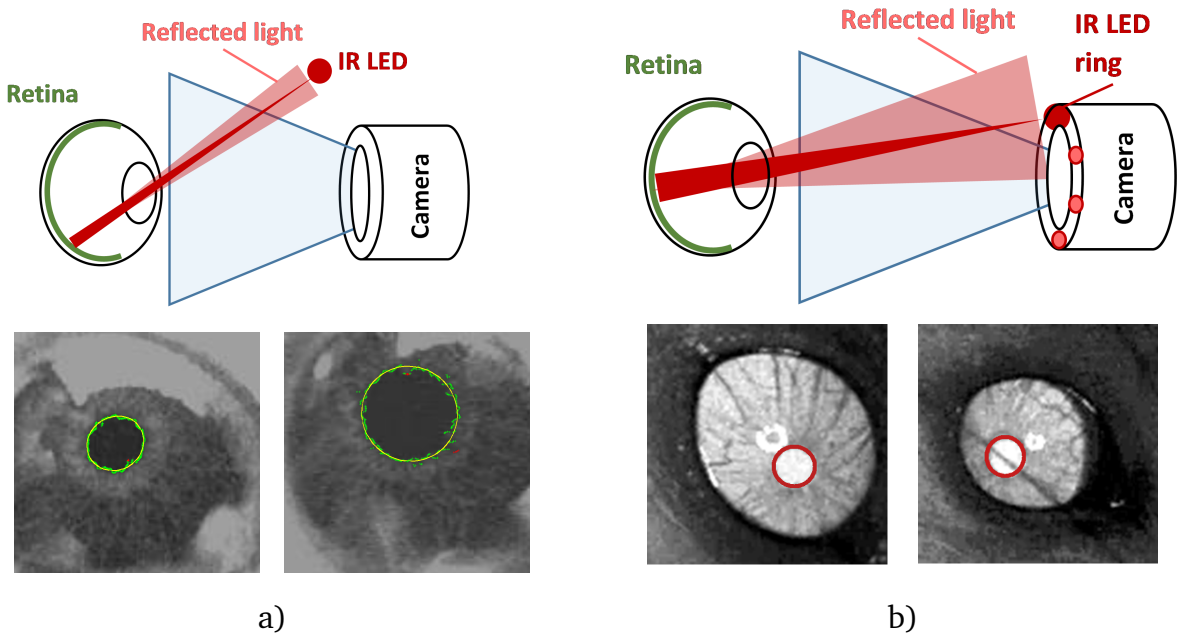 Reflected light
IR LED
Retina
Camera
a)
Reflected light
IR LED
ring
Retina
Camera
b)